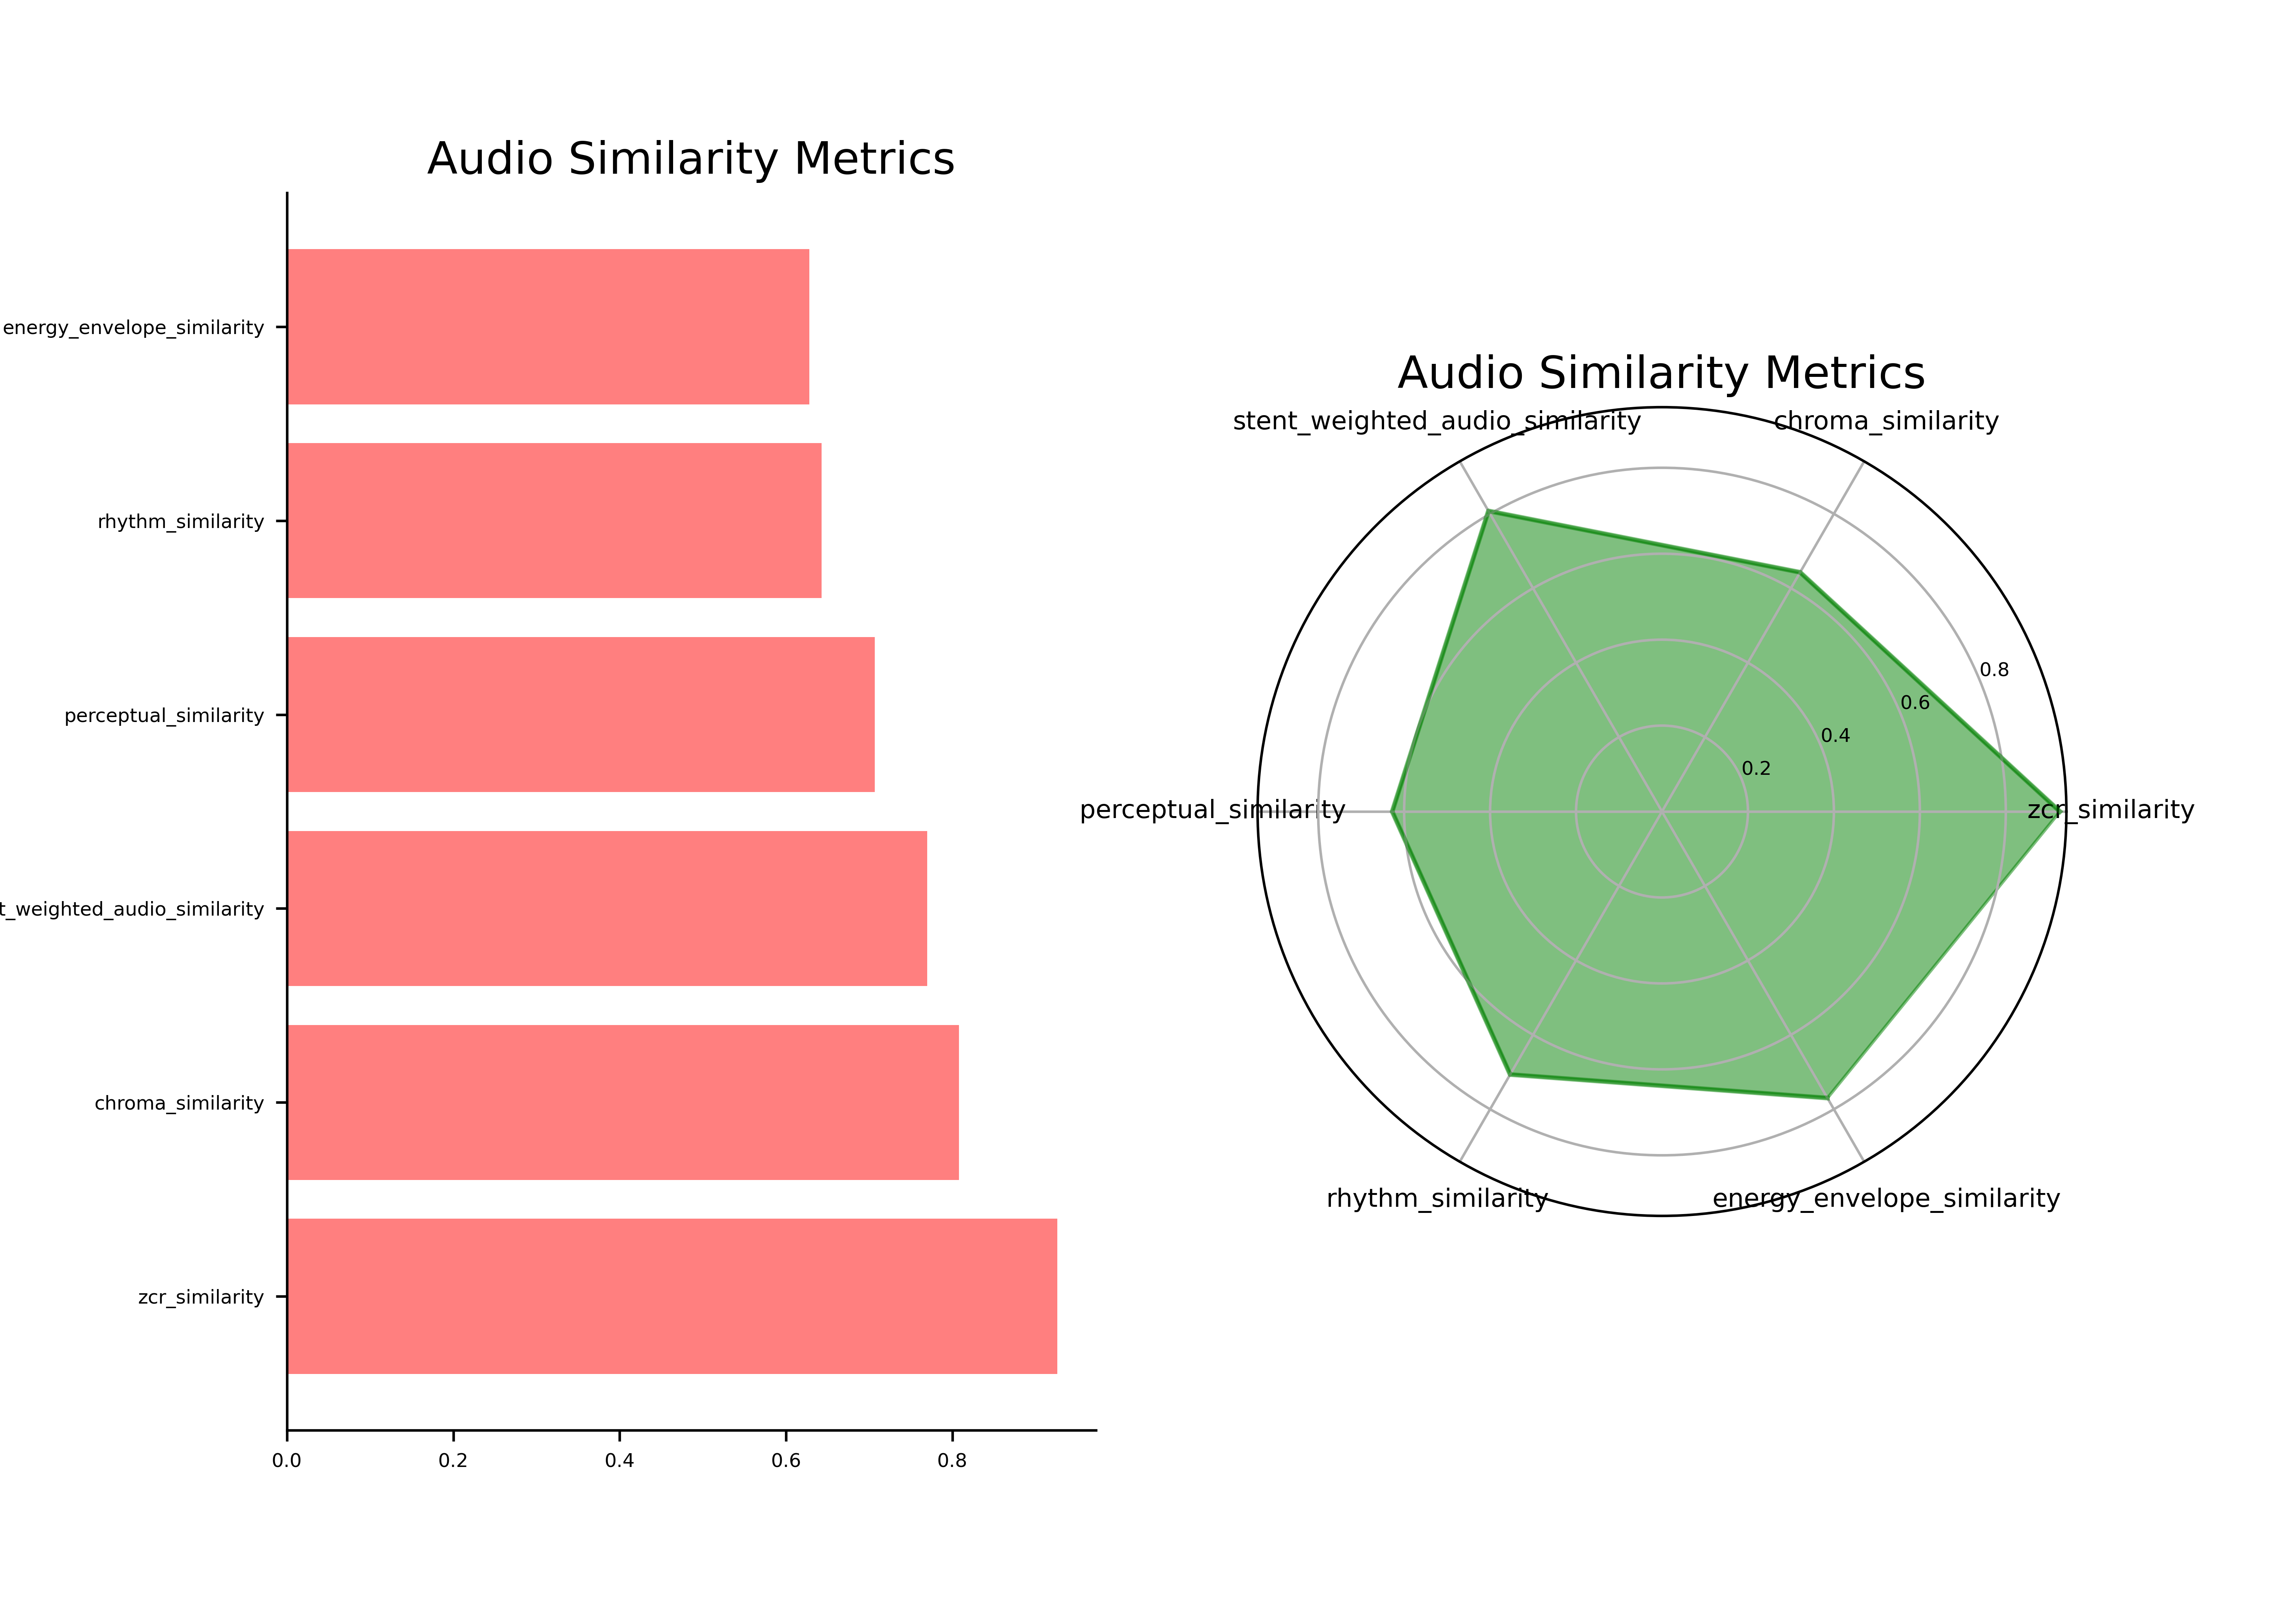 Audio Similarity Metrics
energy_envelope_similarity
rhythm_similarity
perceptual_similarity
t_weighted_audio_similarity
chroma_similarity
zcr_similarity
0.0 0.2 0.4 0.6 0.8
Audio Similarity Metrics
stent_weighted_audio_similarity chroma_similarity
0.8
0.6
0.4
0.2
perceptual_similarity zcr_similarity
rhythm_similarity energy_envelope_similarity